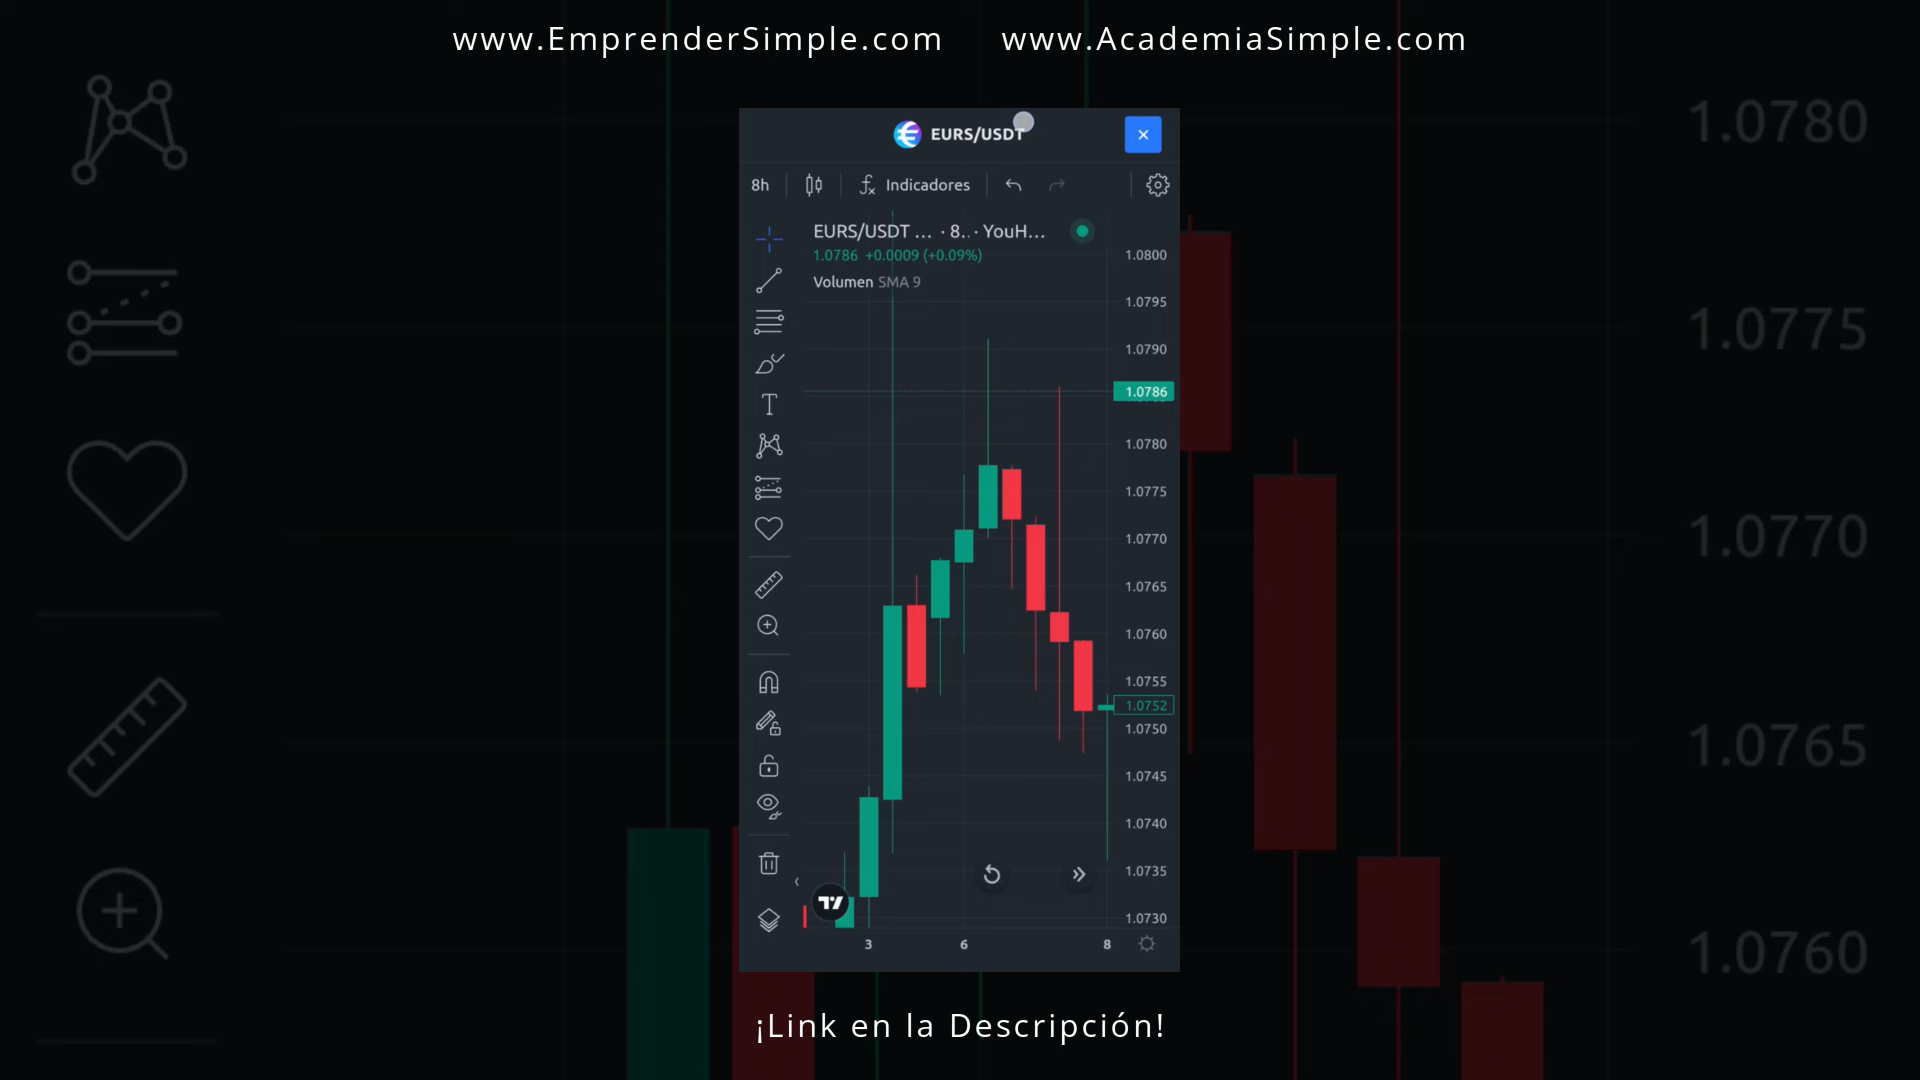 www.EmprenderSimple.com www.AcademiaSimple.com
EURS/USDT
8h Indicadores
EURS/USDT ... · 8.. · YouH...
1.0786 +0.0009 (+0.09%)
Volumen SMA 9
1.0800
1.0795
1.0790
1.0786
1.0780
1.0775
1.0770
1.0765
1.0760
1.0755
1.0752
1.0750
1.0745
1.0740
1.0735
1.0730
3 6 8
1.0780
1.0775
1.0770
1.0765
1.0760
¡Link en la Descripción!